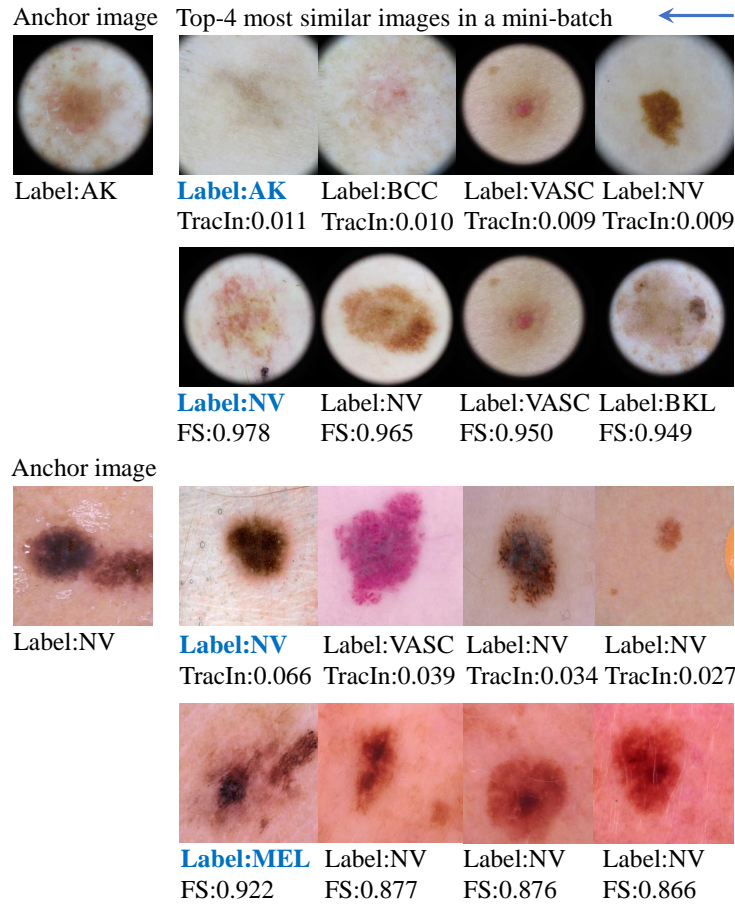 Anchor image Top-4 most similar images in a mini-batch
Label:AK Label:AK Label:BCC Label:VASC Label:NV
TracIn:0.011 TracIn:0.010 TracIn:0.009 TracIn:0.009
Label:NV Label:NV Label:VASC Label:BKL
FS:0.978 FS:0.965 FS:0.950 FS:0.949
Anchor image
Label:NV Label:NV Label:VASC Label:NV Label:NV
TracIn:0.066 TracIn:0.039 TracIn:0.034 TracIn:0.027
Label:MEL Label:NV Label:NV Label:NV
FS:0.922 FS:0.877 FS:0.876 FS:0.866